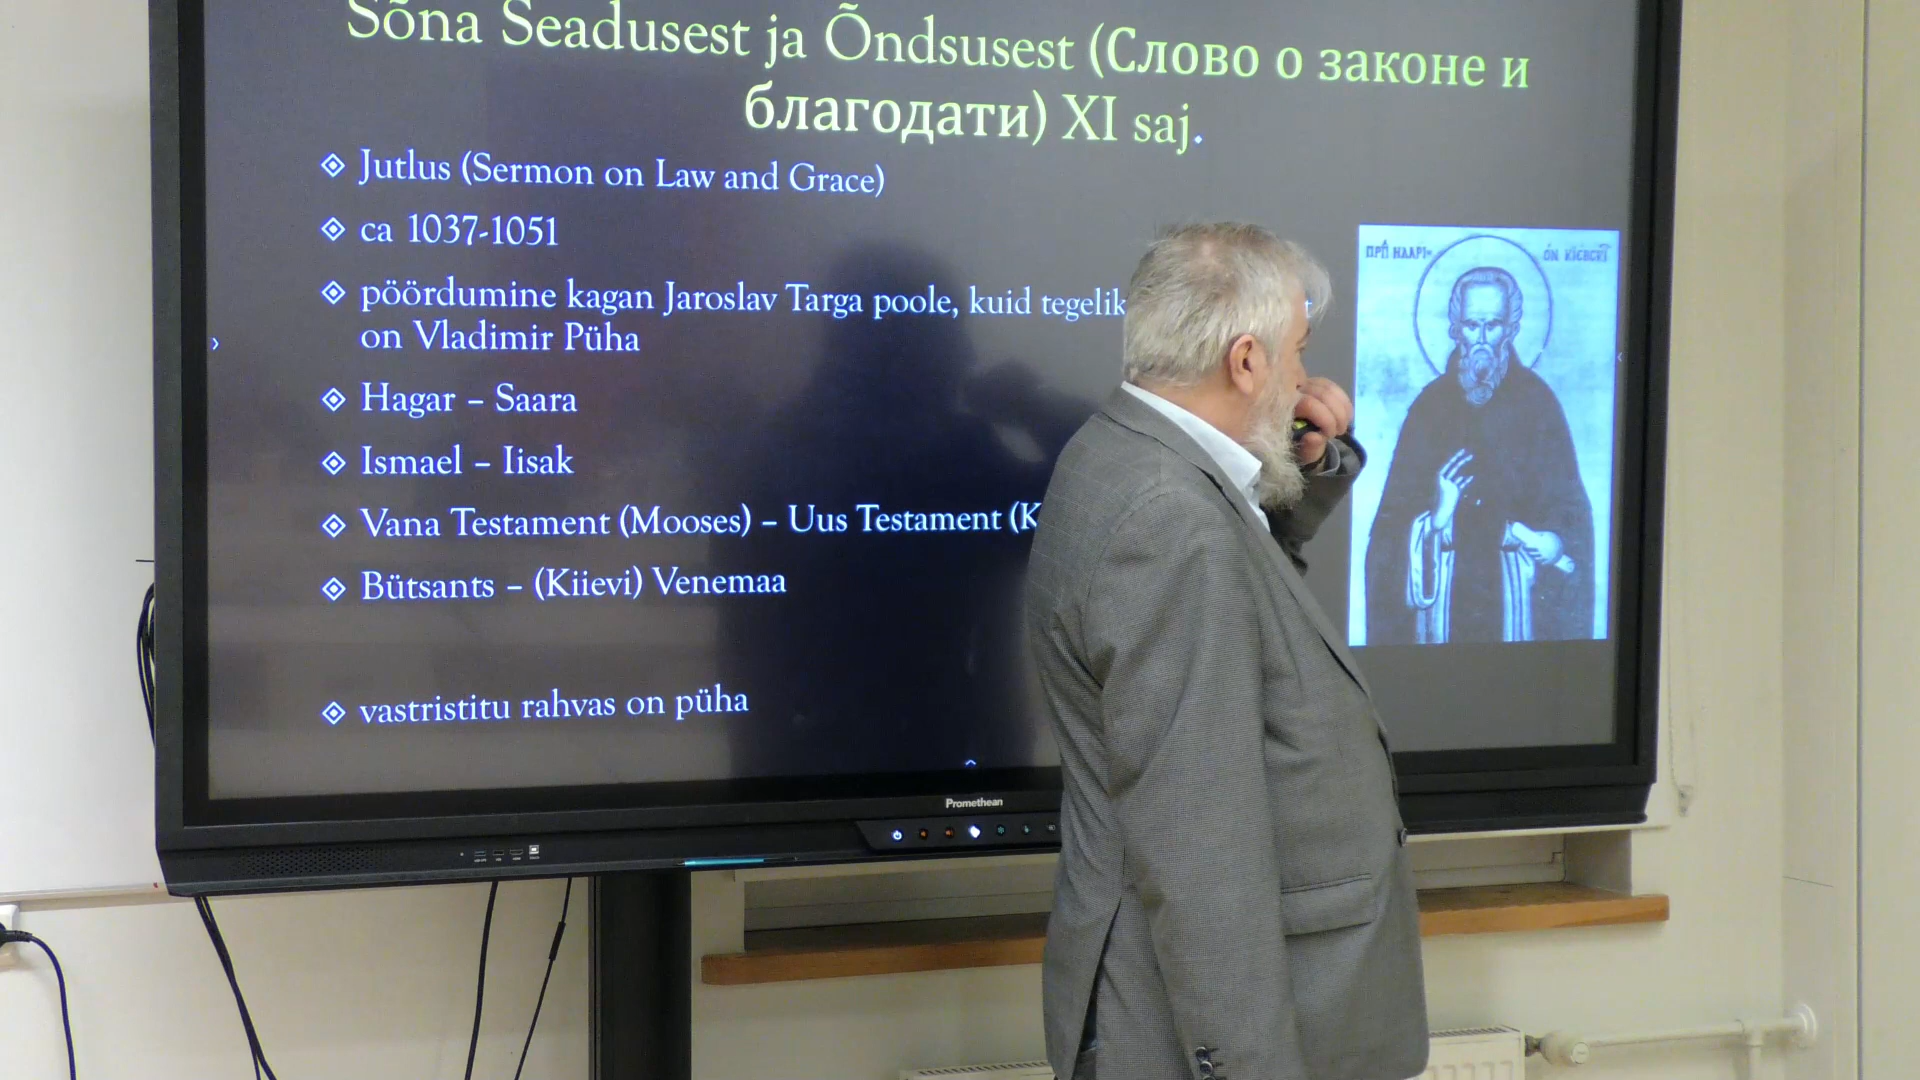 Sõna Seadusest ja Õndsusest (Слово о законе и
благодати) XI saj.
Jutlus (Sermon on Law and Grace)
ca 1037-1051
pöördumine kagan Jaroslav Targa poole, kuid
on Vladimir Püha
Hagar – Saara
Ismael – Iisak
Vana Testament (Mooses) – Uus Testament
Bütsants – (Kiievi) Venemaa
vastristitu rahvas on püha
Promethean